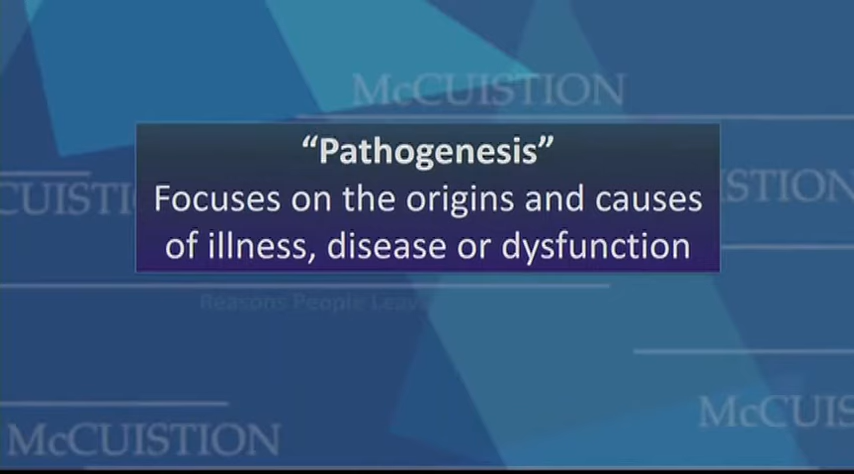 McCUISTION
“Pathogenesis”
Focuses on the origins and causes
of illness, disease or dysfunction
CUISTI
STION
Reasons People Leav
McCUIS
McCUISTION